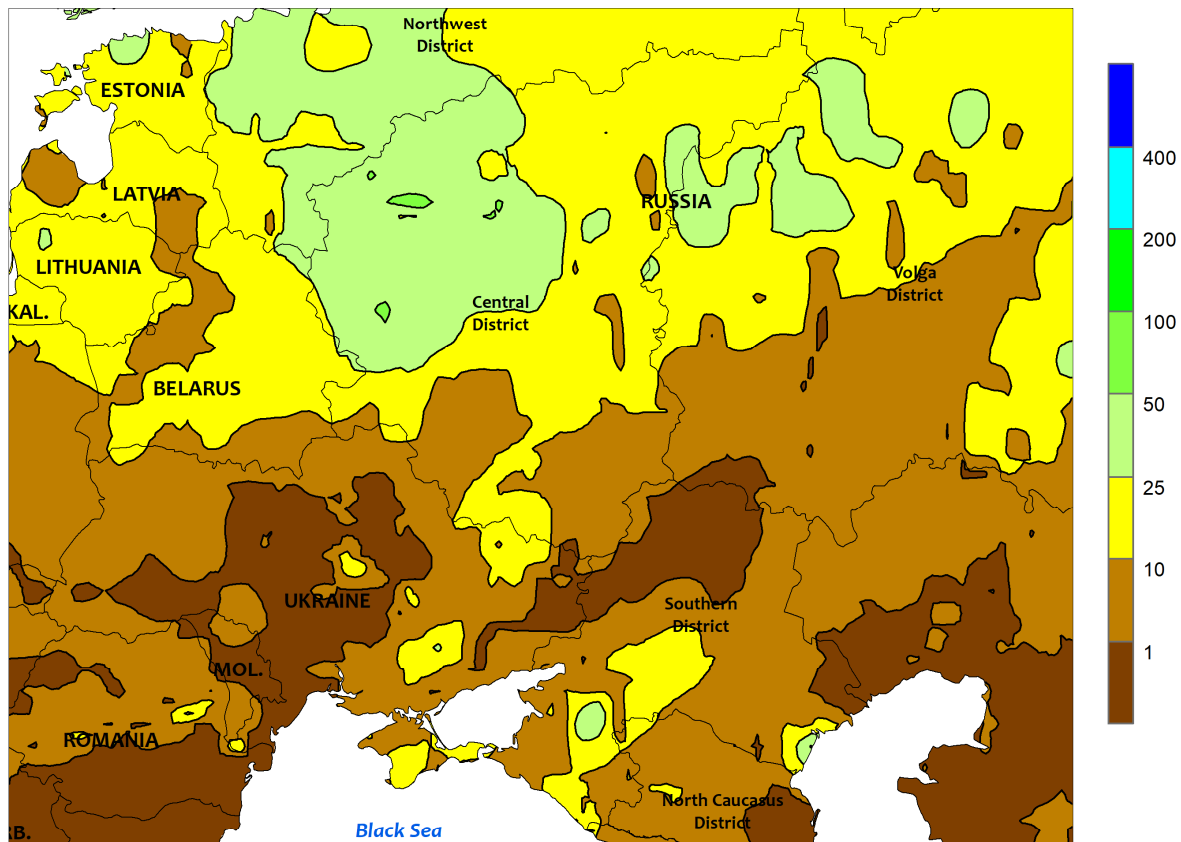 Northwest
District
ESTONIA
400
LATVIA
RUSSIA
200
LITHUANIA
Volga
District
KAL.
Central
District
100
BELARUS
50
25
10
UKRAINE
Southern
District
MOL.
1
ROMANIA
North Caucasus
District
RB.
Black Sea